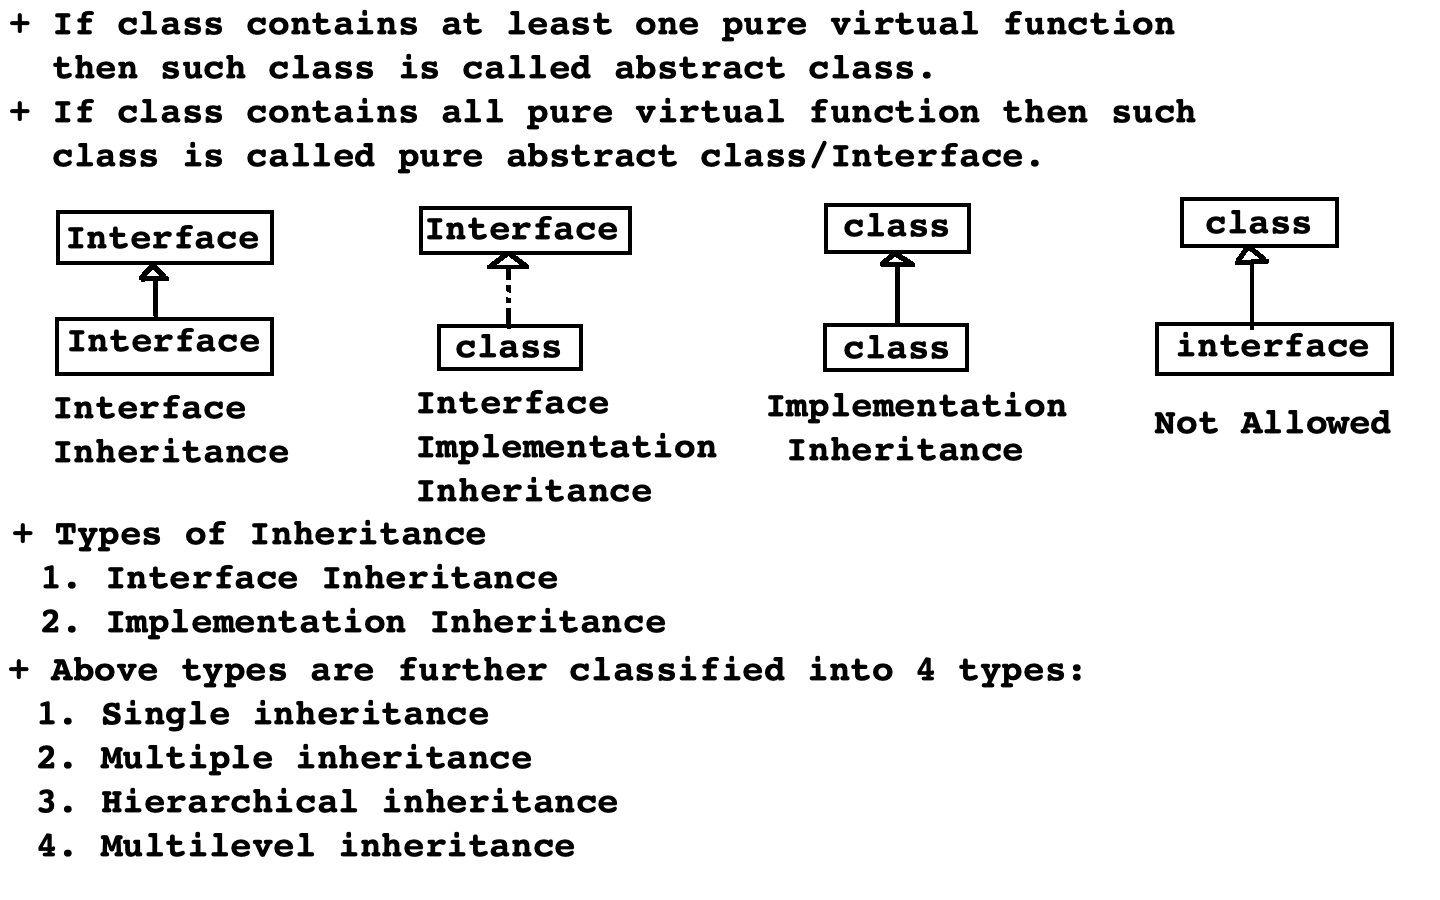 + If class contains at least one pure virtual function
then such class is called abstract class.
+ If class contains all pure virtual function then such
class is called pure abstract class/Interface.
Interface
Interface
Interface
Inheritance
Interface
class
Interface
Implementation
Inheritance
class
class
Implementation
Inheritance
class
interface
Not Allowed
+ Types of Inheritance
1. Interface Inheritance
2. Implementation Inheritance
+ Above types are further classified into 4 types:
1. Single inheritance
2. Multiple inheritance
3. Hierarchical inheritance
4. Multilevel inheritance